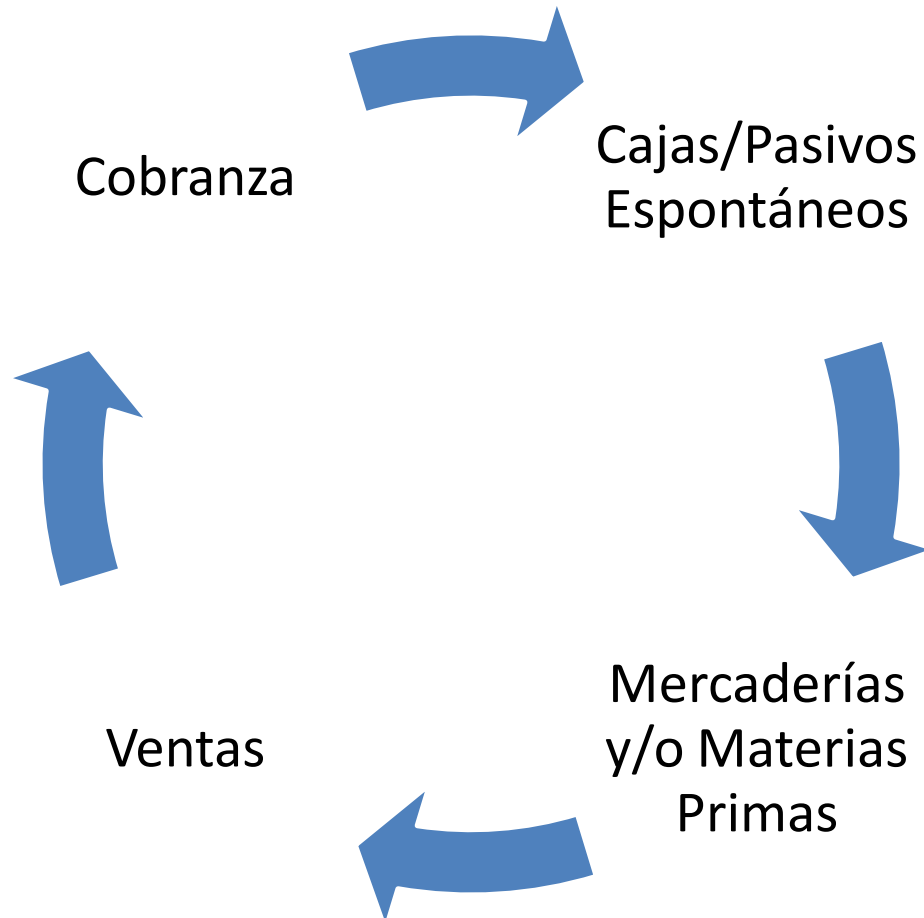 Cobranza
Cajas/Pasivos
Espontáneos
Mercaderías
y/o Materias
Primas
Ventas